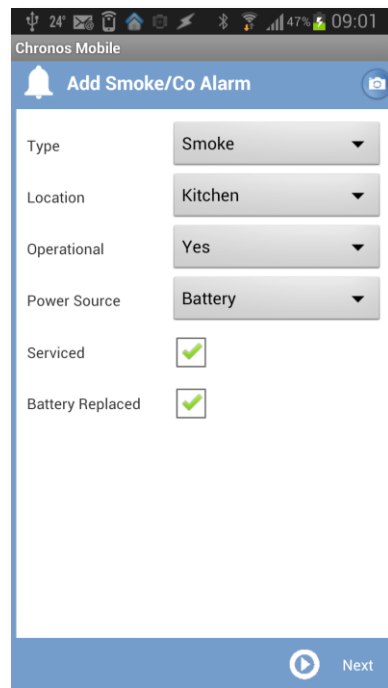 24° 47% 09:01
Chronos Mobile
Add Smoke/Co Alarm
Type Smoke
Location Kitchen
Operational Yes
Power Source Battery
Serviced
Battery Replaced
Next